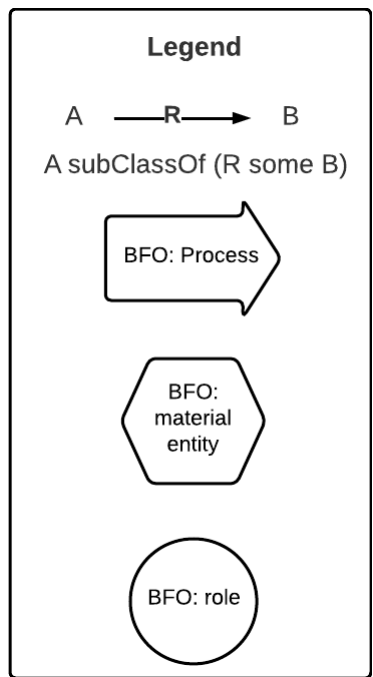 Legend
A R B
A subClassOf (R some B)
BFO: Process
BFO:
material
entity
BFO: role